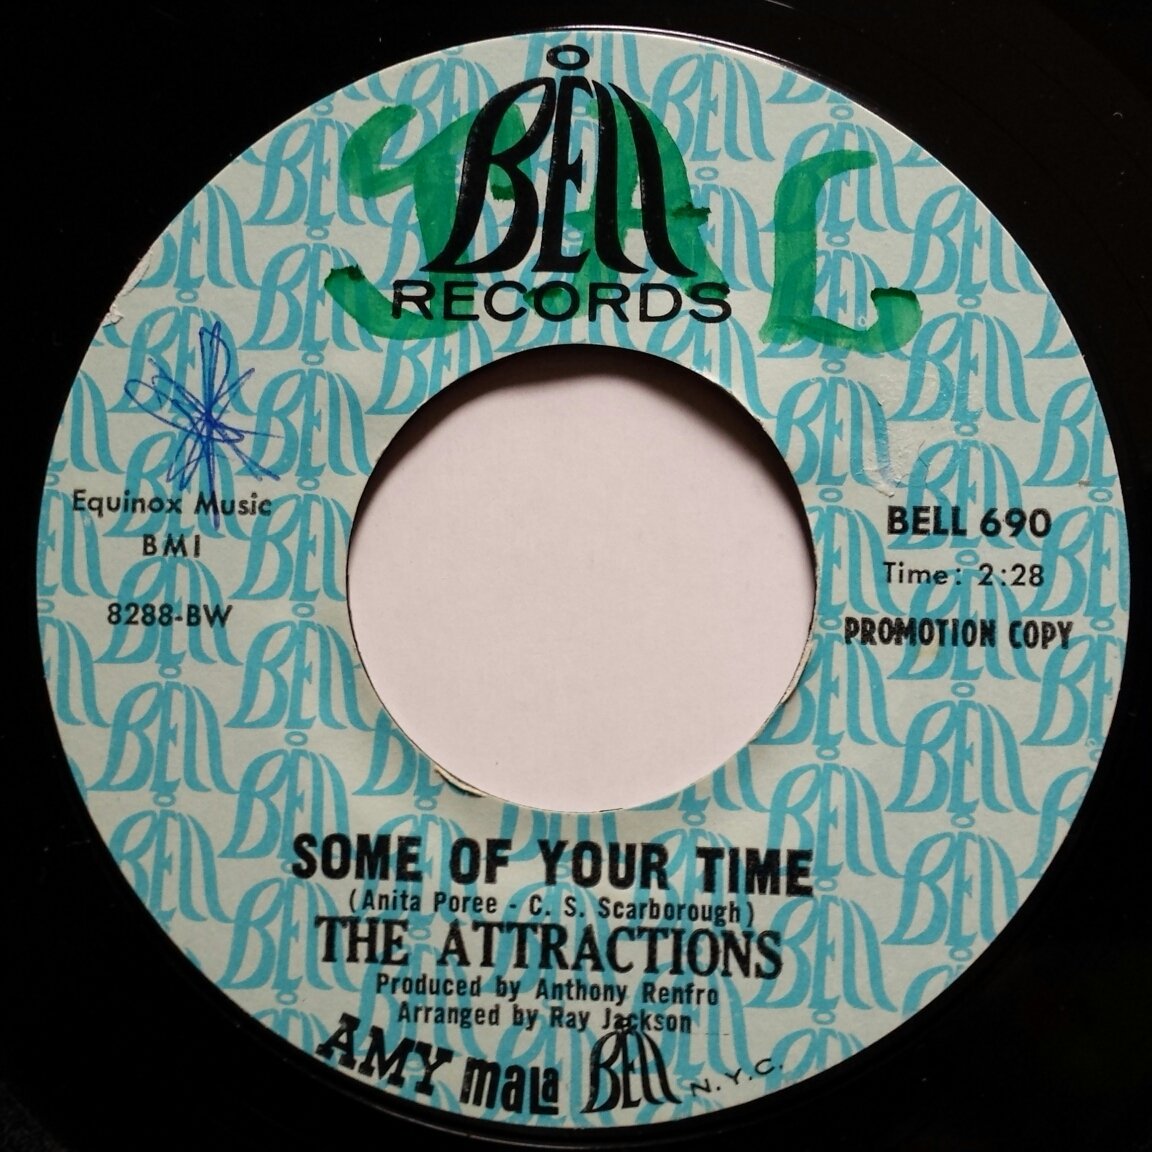 BELL
RECORDS
Equinox Music
BMI
8288-BW
BELL 690
Time: 2:28
PROMOTION COPY
SOME OF YOUR TIME
(Anita Poree - C. S. Scarborough)
THE ATTRACTIONS
Produced by Anthony Renfro
Arranged by Ray Jackson
AMY mala BELL N.Y.C.